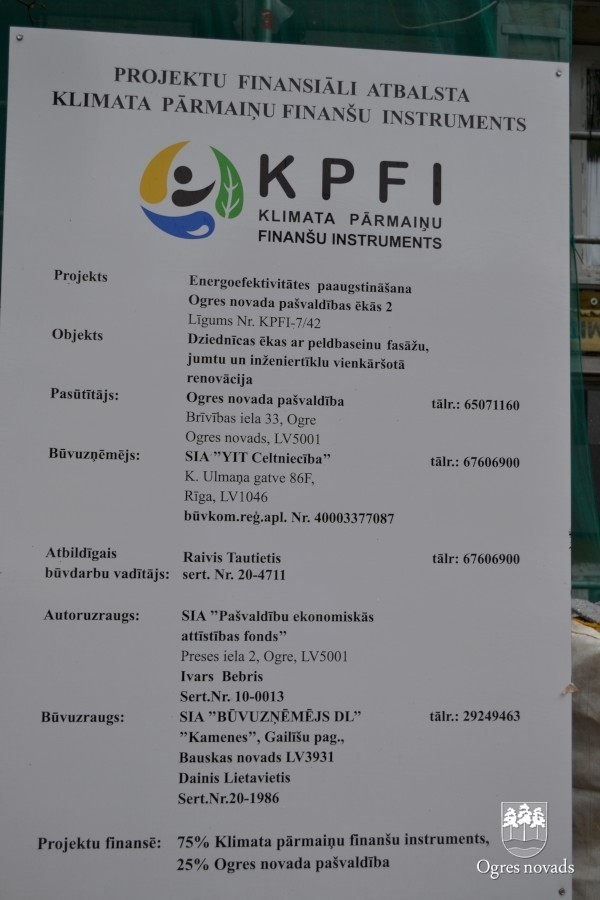 PROJEKTU FINANSIĀLI ATBALSTA
KLIMATA PĀRMAIŅU FINANŠU INSTRUMENTS
KPFI
KLIMATA PĀRMAIŅU
FINANŠU INSTRUMENTS
Projekts Energoefektivitātes paaugstināšana
Ogres novada pašvaldības ēkās 2
Līgums Nr. KPFI-7/42
Objekts Dziednīcas ēkas ar peldbaseinu fasāžu,
jumtu un inženiertīklu vienkāršotā
renovācija
Pasūtītājs: Ogres novada pašvaldība tālr.: 65071160
Brīvības iela 33, Ogre
Ogres novads, LV5001
Būvuzņēmējs: SIA ”YIT Celtniecība” tālr.: 67606900
K. Ulmaņa gatve 86F,
Rīga, LV1046
būvkom.reģ.apl. Nr. 40003377087
Atbildīgais Raivis Tautietis tālr: 67606900
būvdarbu vadītājs: sert. Nr. 20-4711
Autoruzraugs: SIA ”Pašvaldību ekonomiskās
attīstības fonds”
Preses iela 2, Ogre, LV5001
Ivars Bebris
Sert.Nr. 10-0013
Būvuzraugs: SIA ”BŪVUZŅĒMĒJS DL” tālr.: 29249463
”Kamenes”, Gailīšu pag.,
Bauskas novads LV3931
Dainis Lietavietis
Sert.Nr.20-1986
Projektu finansē: 75% Klimata pārmaiņu finanšu instruments,
25% Ogres novada pašvaldība
Ogres novads